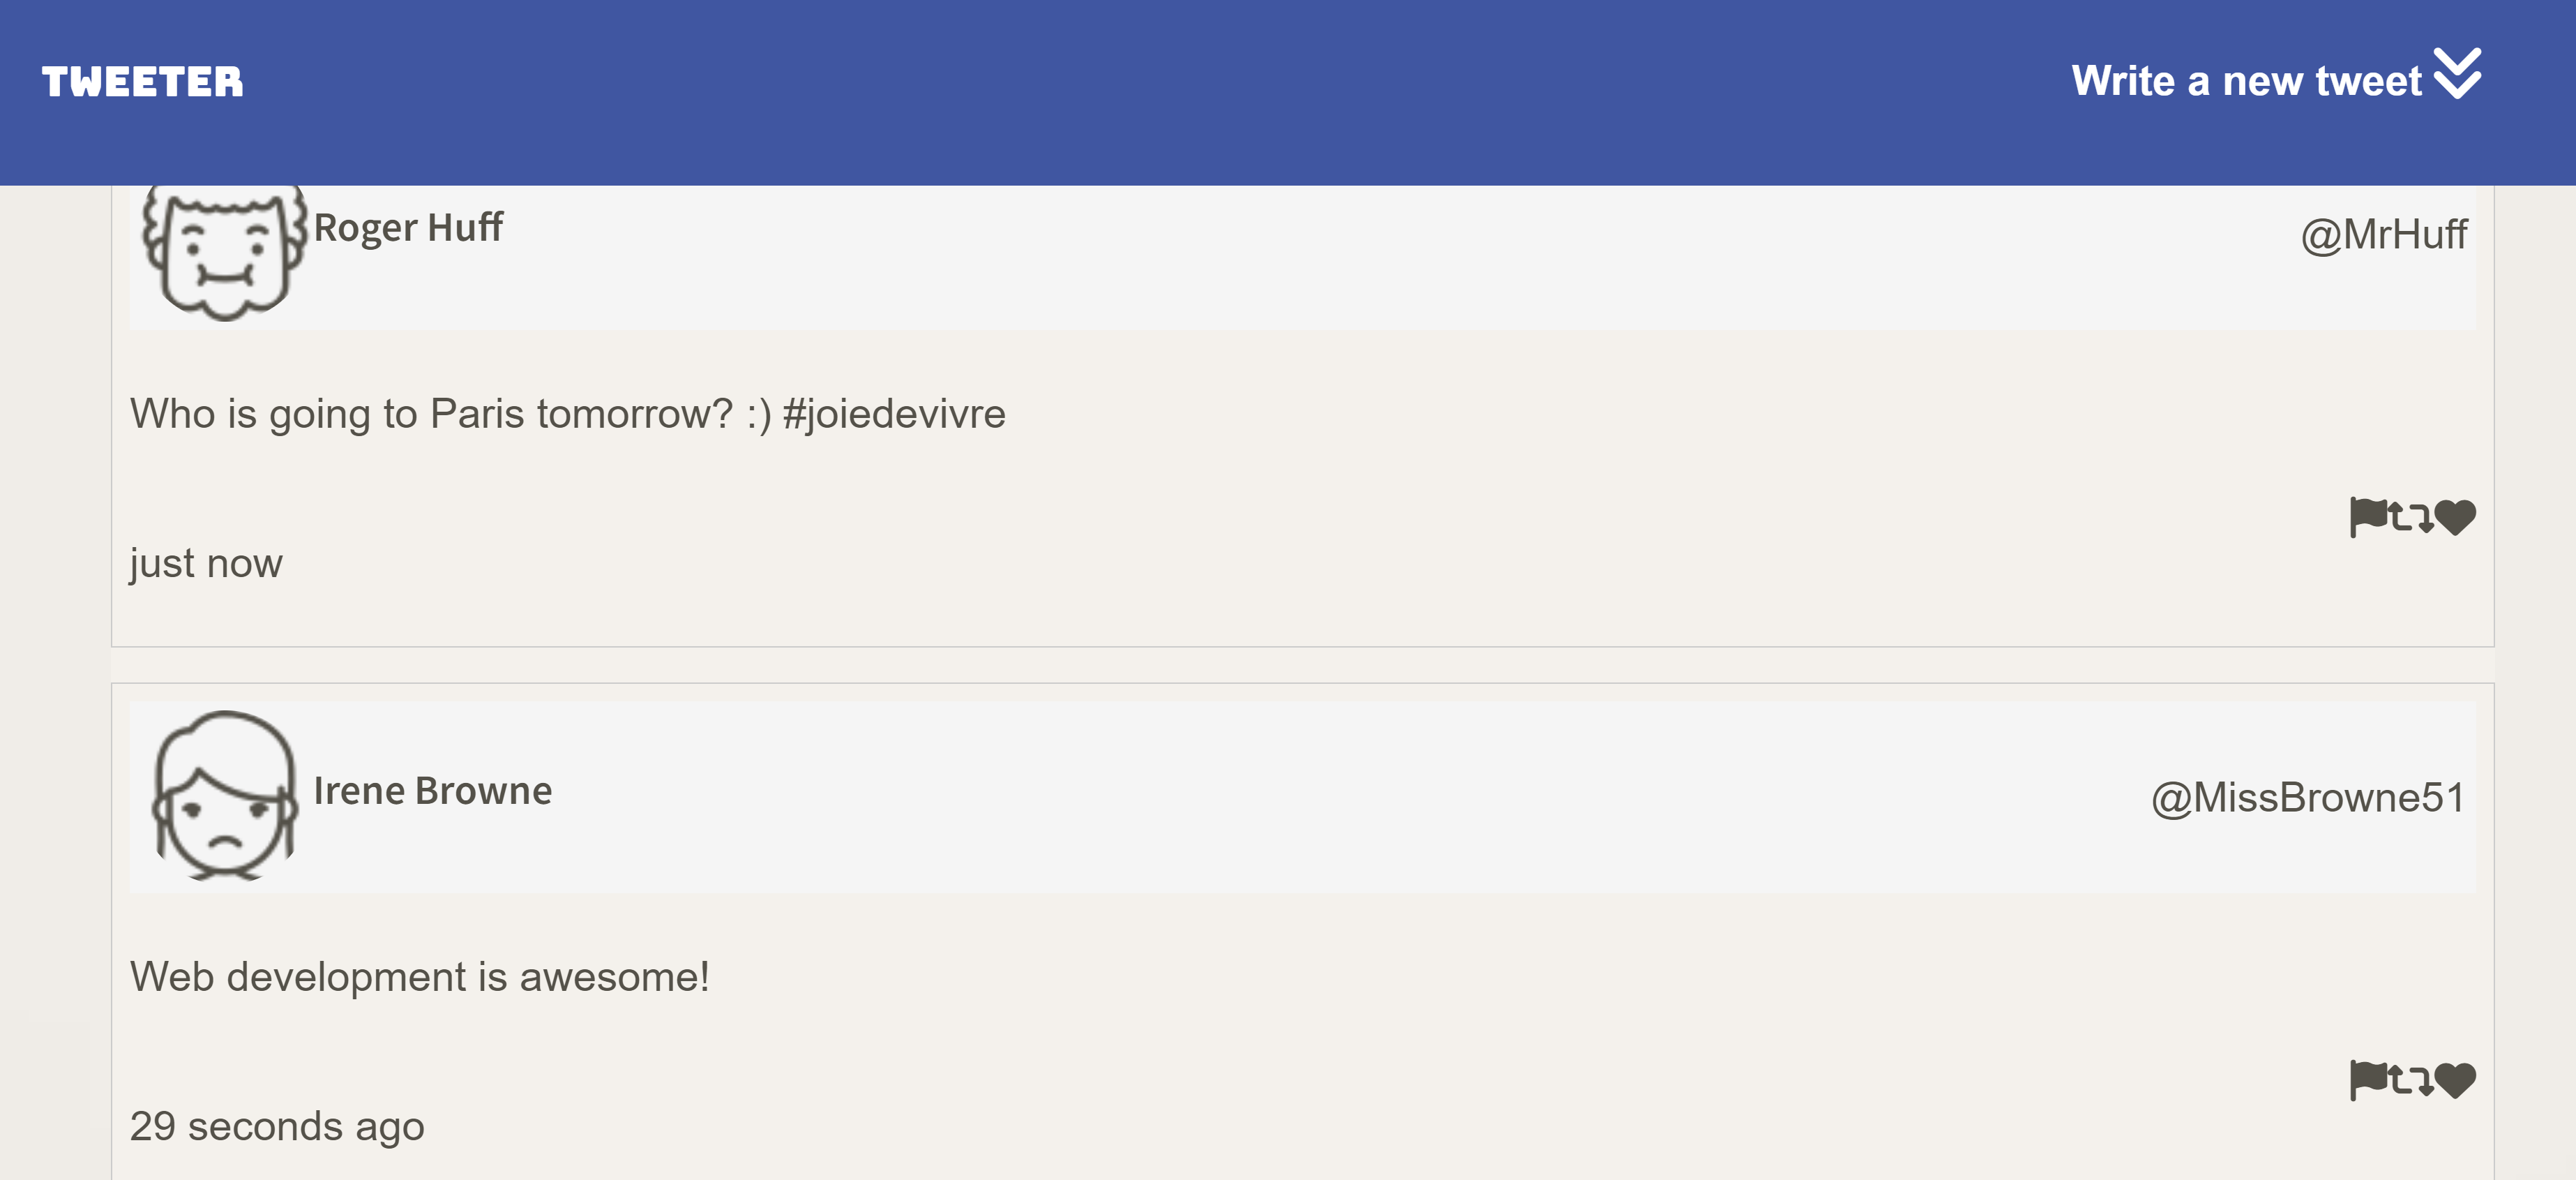 TWEETER
Write a new tweet
Roger Huff
@MrHuff
Who is going to Paris tomorrow? :) #joiedevivre
just now
Irene Browne
@MissBrowne51
Web development is awesome!
29 seconds ago